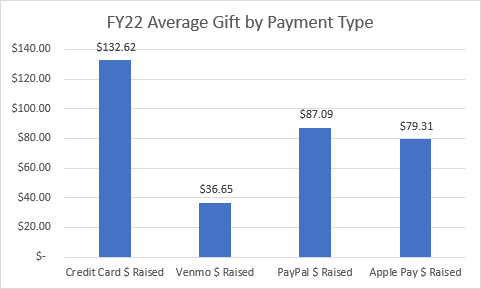 FY22 Average Gift by Payment Type
$140.00
$120.00
$100.00
$80.00
$60.00
$40.00
$20.00
$-
$132.62
$36.65
$87.09
$79.31
Credit Card $ Raised
Venmo $ Raised
PayPal $ Raised
Apple Pay $ Raised